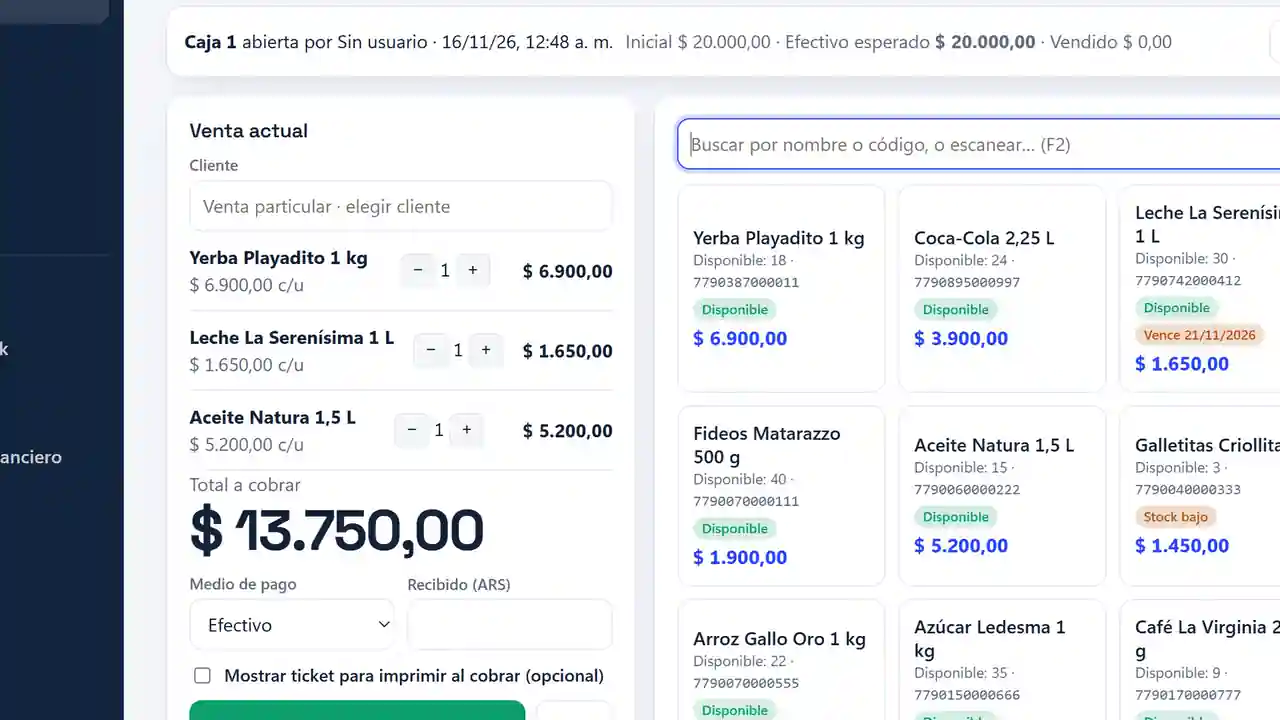 Caja 1 abierta por Sin usuario · 16/11/26, 12:48 a. m. Inicial $ 20.000,00 · Efectivo esperado $ 20.000,00 · Vendido $ 0,00
k
anciero
Venta actual
Cliente
Venta particular · elegir cliente
Yerba Playadito 1 kg
$ 6.900,00 c/u
− 1 +
$ 6.900,00
Leche La Serenísima 1 L
$ 1.650,00 c/u
− 1 +
$ 1.650,00
Aceite Natura 1,5 L
$ 5.200,00 c/u
− 1 +
$ 5.200,00
Total a cobrar
$ 13.750,00
Medio de pago
Efectivo
Recibido (ARS)
Mostrar ticket para imprimir al cobrar (opcional)
Buscar por nombre o código, o escanear... (F2)
Yerba Playadito 1 kg
Disponible: 18 ·
7790387000011
Disponible
$ 6.900,00
Coca-Cola 2,25 L
Disponible: 24 ·
7790895000997
Disponible
$ 3.900,00
Leche La Serenísi
1 L
Disponible: 30 ·
7790742000412
Disponible
Vence 21/11/2026
$ 1.650,00
Fideos Matarazzo
500 g
Disponible: 40 ·
7790070000111
Disponible
$ 1.900,00
Aceite Natura 1,5 L
Disponible: 15 ·
7790060000222
Disponible
$ 5.200,00
Galletitas Criollita
Disponible: 3 ·
7790040000333
Stock bajo
$ 1.450,00
Arroz Gallo Oro 1 kg
Disponible: 22 ·
7790070000555
Disponible
Azúcar Ledesma 1
kg
Disponible: 35 ·
7790150000666
Disponible
Café La Virginia 2
g
Disponible: 9 ·
7790170000777